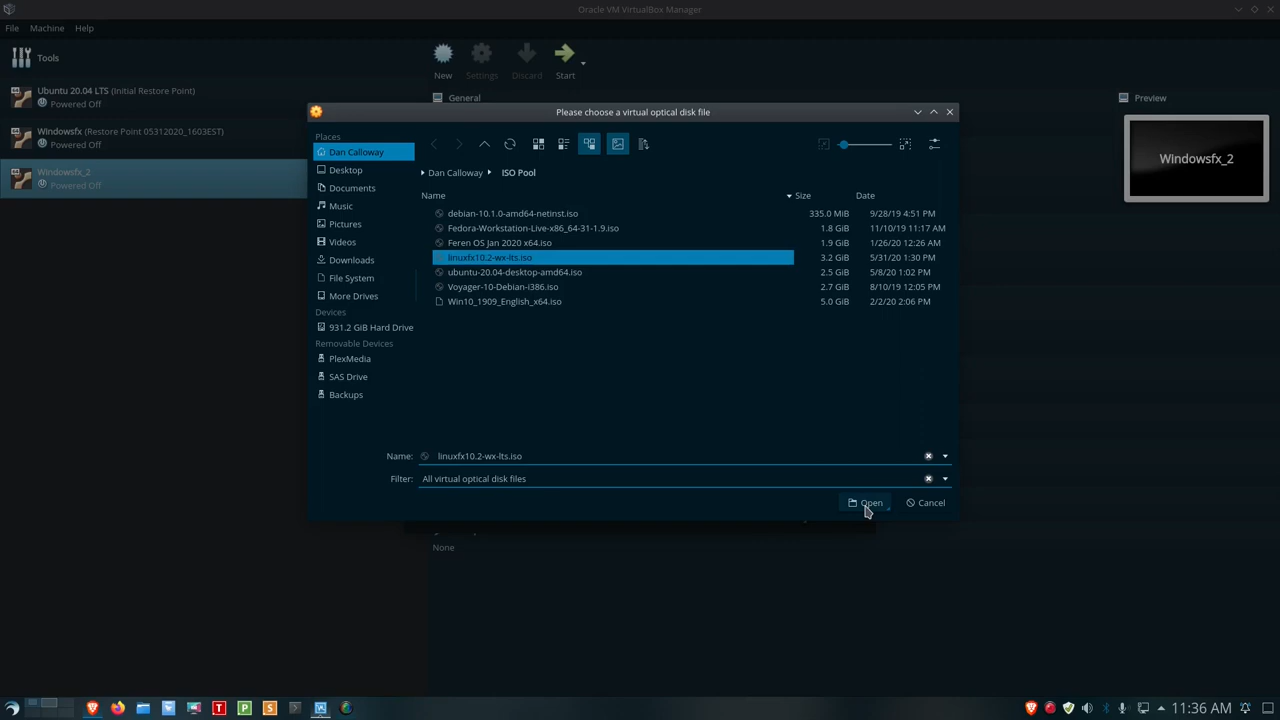 Oracle VM VirtualBox Manager
File Machine Help
Tools
New Settings Discard Start
General
Preview
Ubuntu 20.04 LTS (Initial Restore Point)
Powered Off
Windowsfx (Restore Point 05312020_1603EST)
Powered Off
Windowsfx_2
Powered Off
Windowsfx_2
Please choose a virtual optical disk file
Places
Dan Calloway
Desktop
Documents
Music
Pictures
Videos
Downloads
File System
More Drives
Devices
931.2 GiB Hard Drive
Removable Devices
PlexMedia
SAS Drive
Backups
Dan Calloway ISO Pool
Name Size Date
debian-10.1.0-amd64-netinst.iso 335.0 MiB 9/28/19 4:51 PM
Fedora-Workstation-Live-x86_64-31-1.9.iso 1.8 GiB 11/10/19 11:17 AM
Feren OS Jan 2020 x64.iso 1.9 GiB 1/26/20 12:26 AM
linuxfx10.2-wx-lts.iso 3.2 GiB 5/31/20 1:30 PM
ubuntu-20.04-desktop-amd64.iso 2.5 GiB 5/8/20 1:02 PM
Voyager-10-Debian-i386.iso 2.7 GiB 8/10/19 12:05 PM
Win10_1909_English_x64.iso 5.0 GiB 2/2/20 2:06 PM
Name: linuxfx10.2-wx-lts.iso
Filter: All virtual optical disk files
Open Cancel
None
T P S
11:36 AM